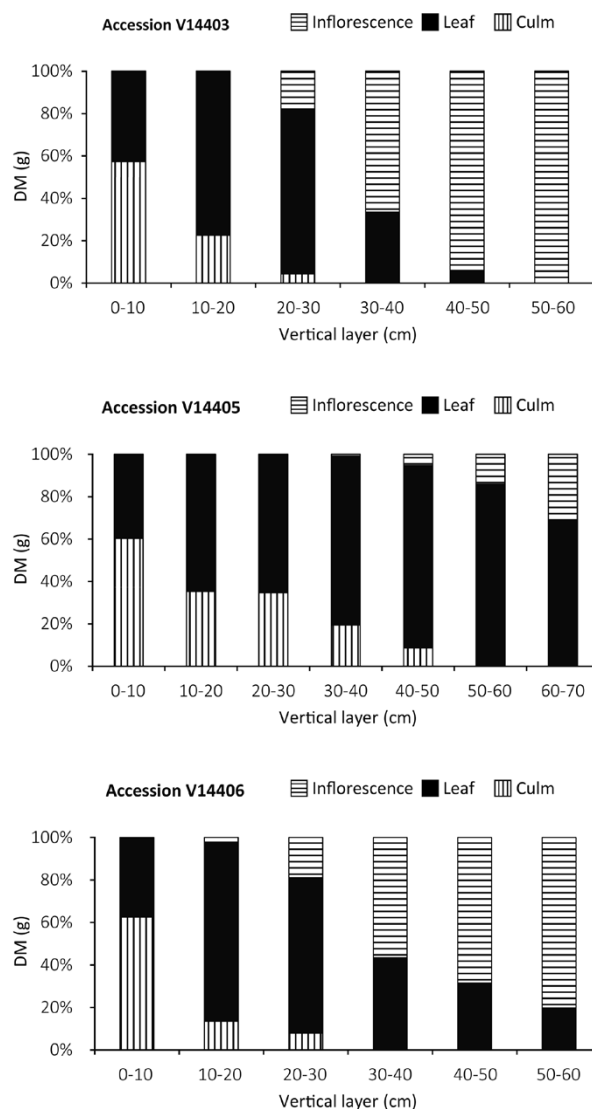 Accession V14403 Inflorescence Leaf Culm
100%
80%
60%
40%
20%
0%
DM (g)
0-10 10-20 20-30 30-40 40-50 50-60
Vertical layer (cm)
Accession V14405 Inflorescence Leaf Culm
100%
80%
60%
40%
20%
0%
DM (g)
0-10 10-20 20-30 30-40 40-50 50-60 60-70
Vertical layer (cm)
Accession V14406 Inflorescence Leaf Culm
100%
80%
60%
40%
20%
0%
DM (g)
0-10 10-20 20-30 30-40 40-50 50-60
Vertical layer (cm)